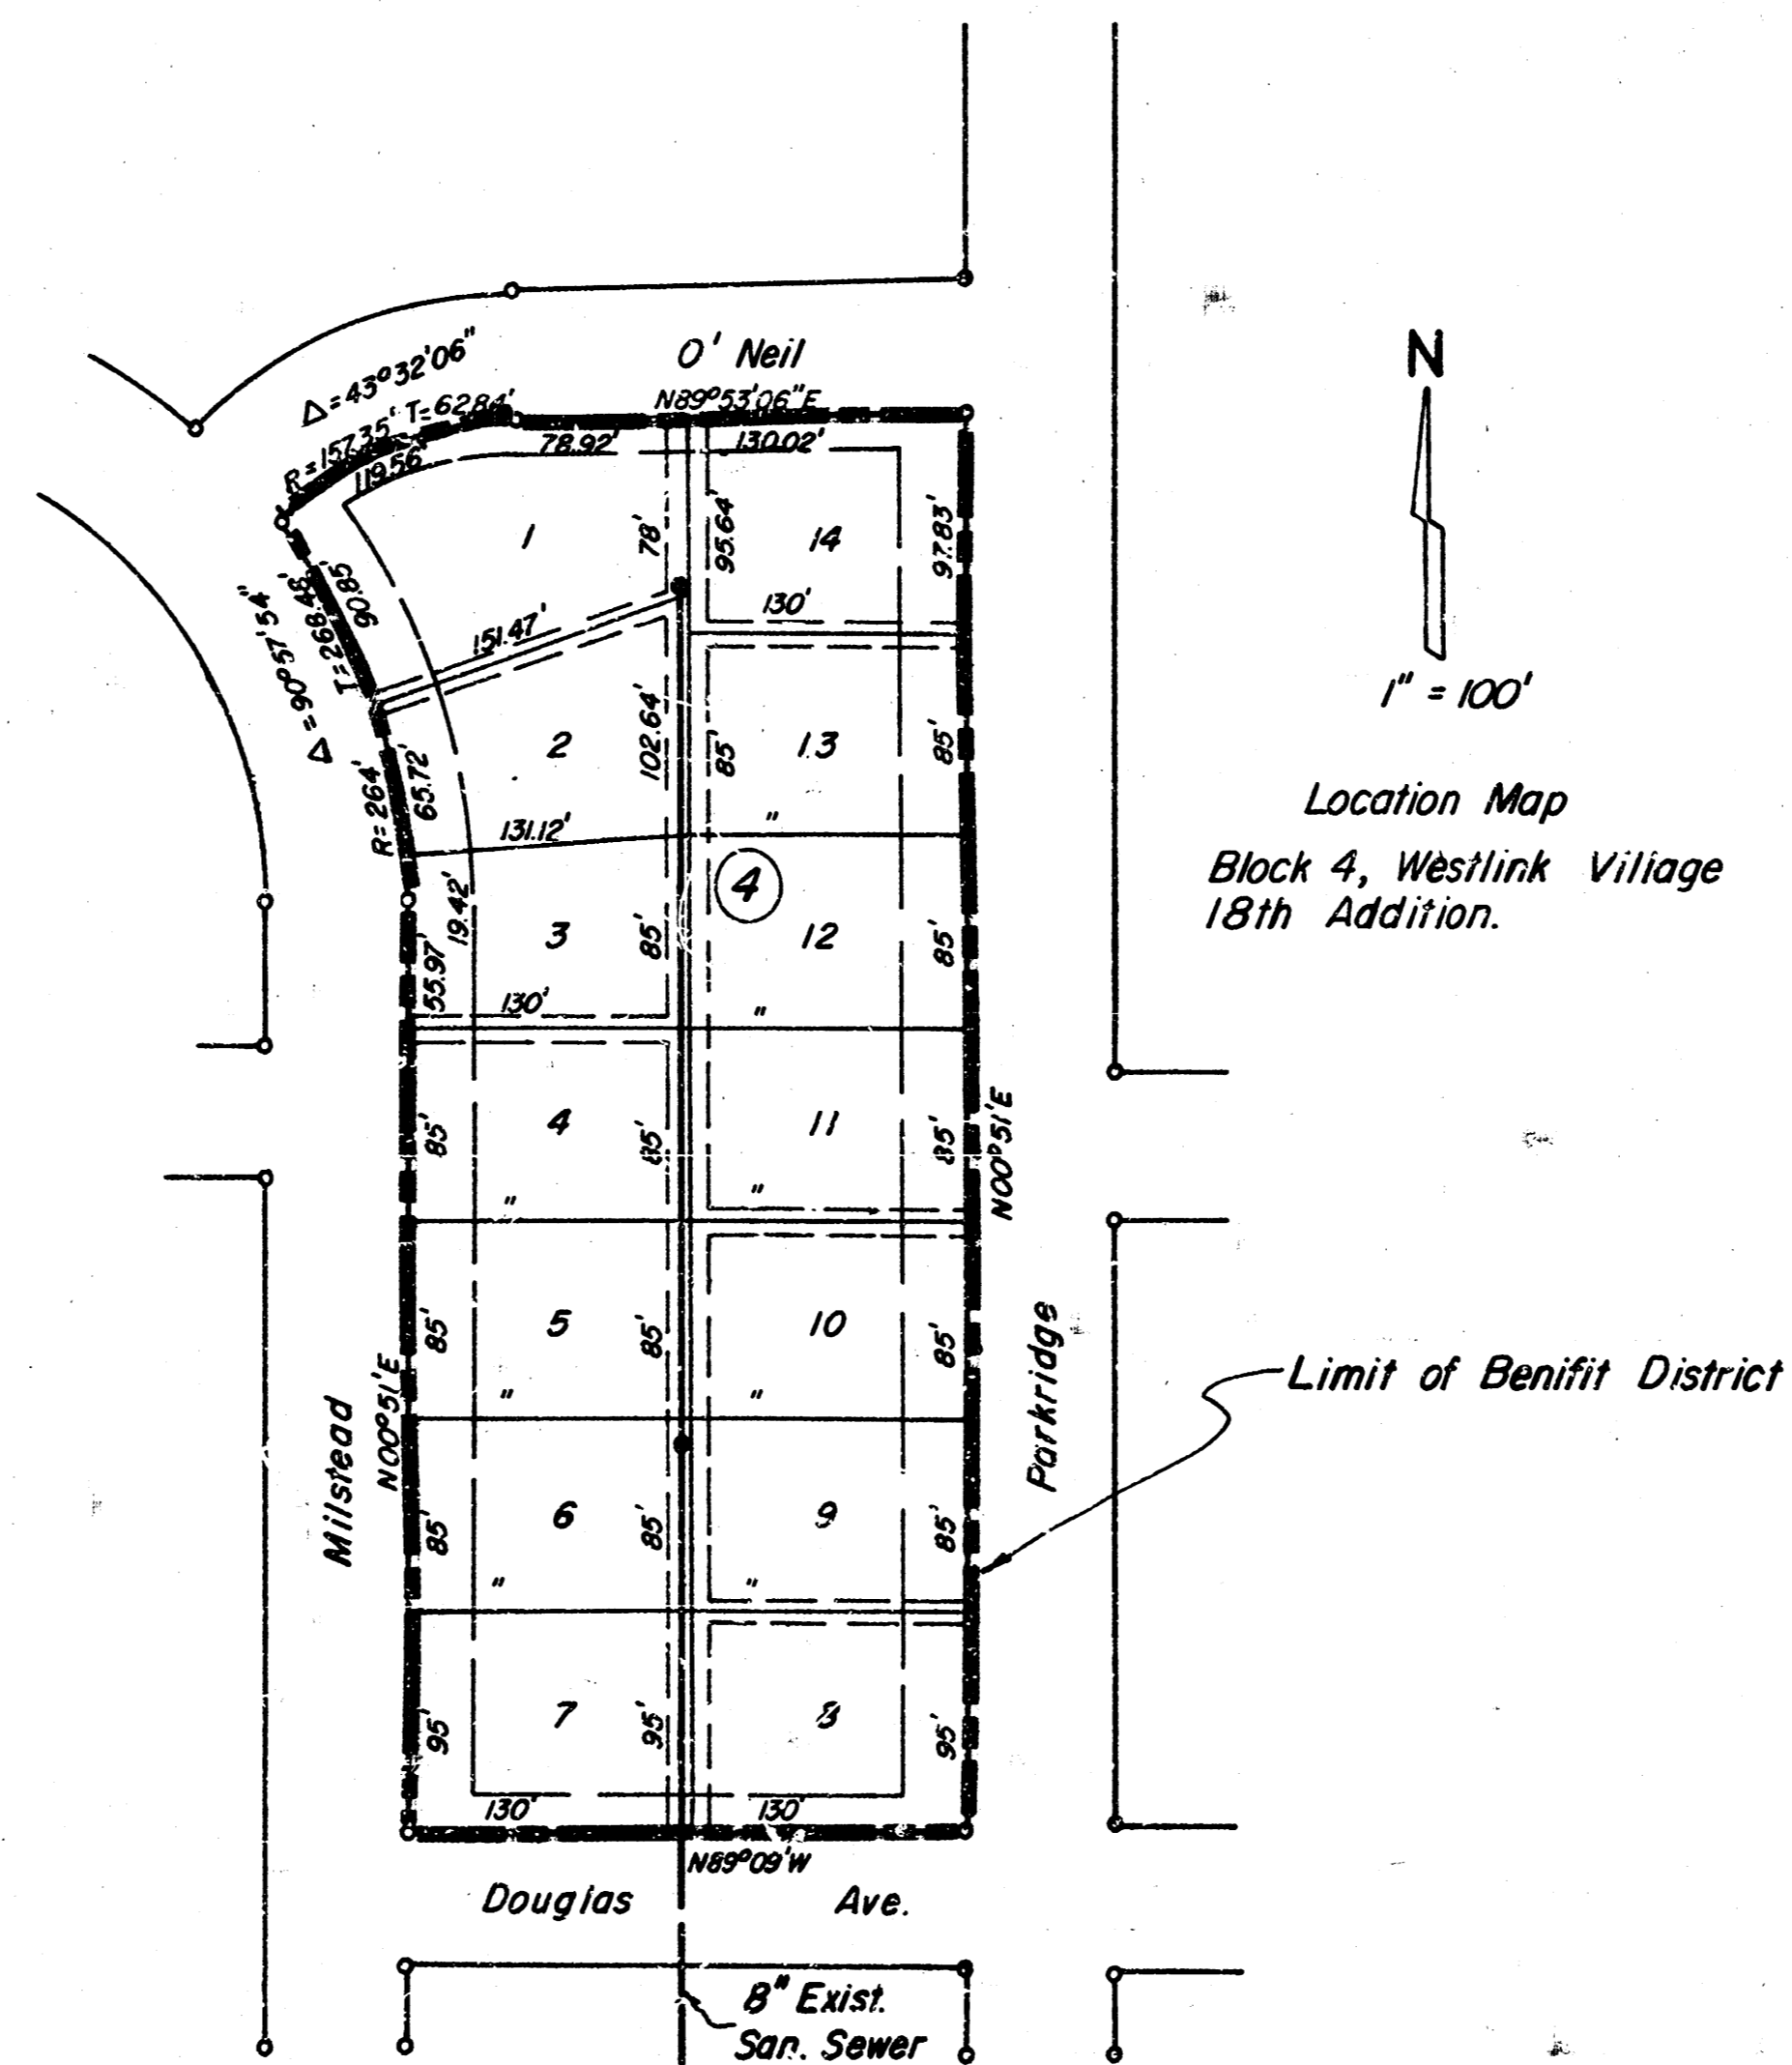 O' Neil
N89°53'06"E
Δ=43°32'06"
R=157.35' T=62.84'
119.56'
78.92'
130.02'
1
78'
95.64'
14
97.83'
130'
N
1" = 100'
Δ=90°57'54"
T=268.48'
90.85'
151.47'
R=264'
65.72'
2
102.64'
85'
13
85'
131.12'
"
Location Map
Block 4, Westlink Village
18th Addition.
4
19.42'
55.97'
3
85'
12
85'
130'
"
85'
4
85'
11
85'
N00°51'E
"
"
85'
5
85'
10
85'
"
"
Milstead
N00°51'E
Parkridge
Limit of Benifit District
85'
6
85'
9
85'
"
"
95'
7
95'
8
95'
130'
130'
N89°09'W
Douglas Ave.
8" Exist.
San. Sewer